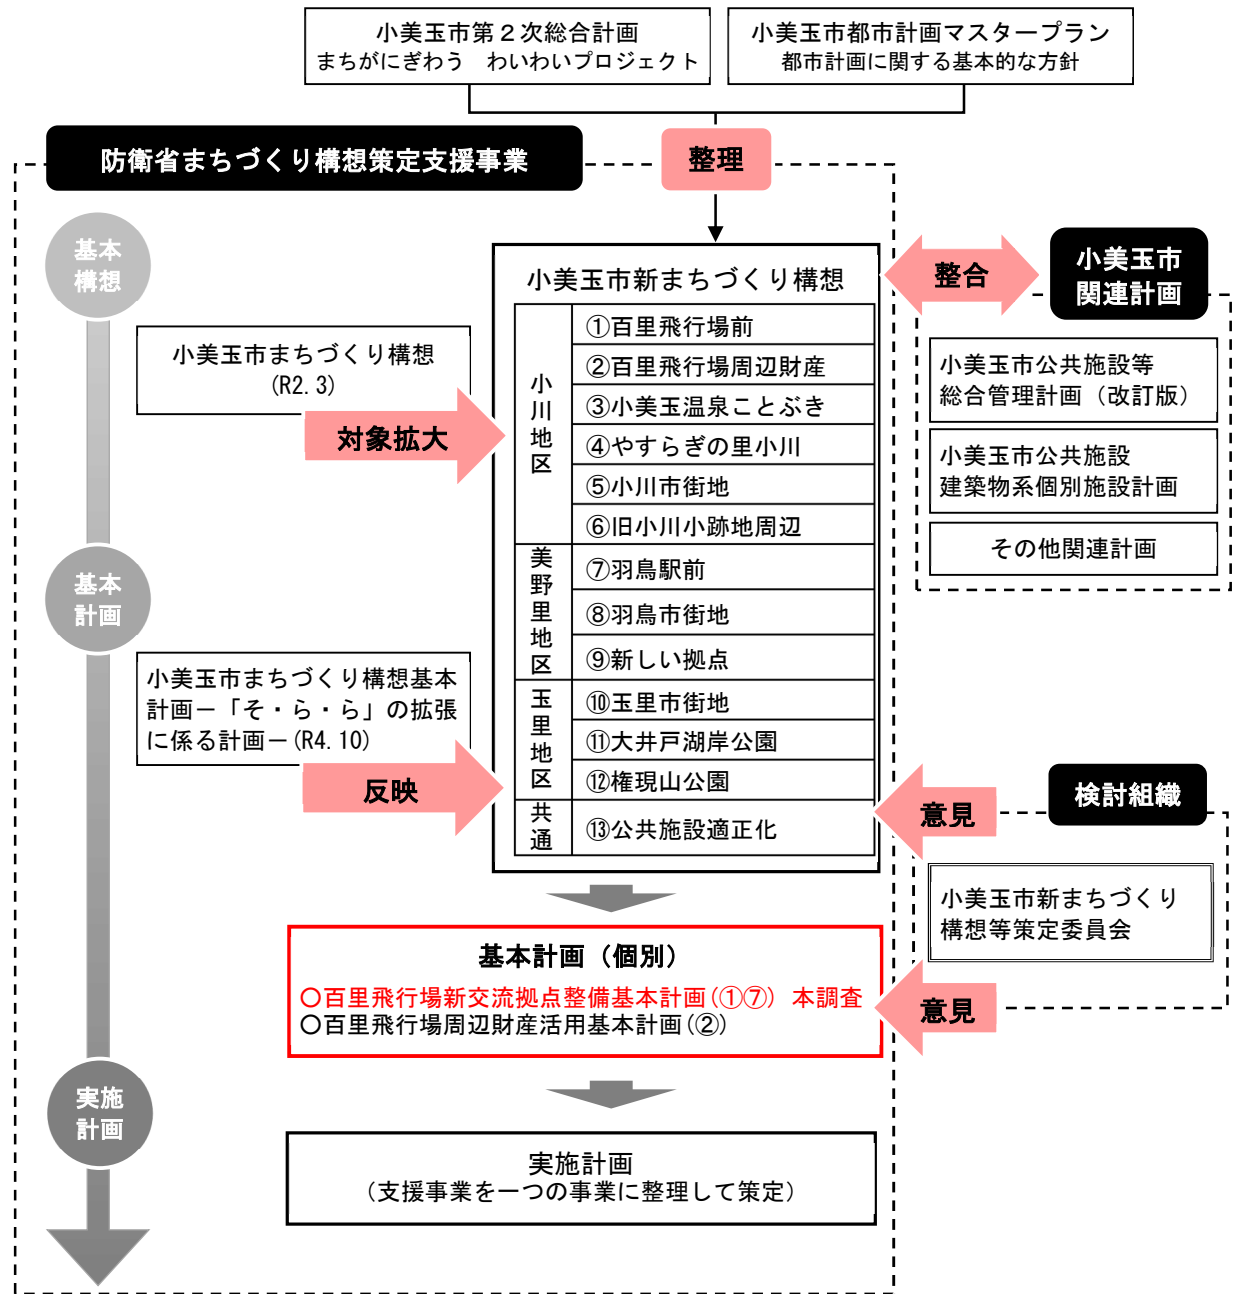 小美玉市第２次総合計画
まちがにぎわう　わいわいプロジェクト
小美玉市都市計画マスタープラン
都市計画に関する基本的な方針
防衛省まちづくり構想策定支援事業
整理
基本
構想
小美玉市まちづくり構想
(R2.3)
対象拡大
小美玉市新まちづくり構想
小川地区
①百里飛行場前
②百里飛行場周辺財産
③小美玉温泉ことぶき
④やすらぎの里小川
⑤小川市街地
⑥旧小川小跡地周辺
美野里地区
⑦羽鳥駅前
⑧羽鳥市街地
⑨新しい拠点
玉里地区
⑩玉里市街地
⑪大井戸湖岸公園
⑫権現山公園
共通
⑬公共施設適正化
整合
小美玉市
関連計画
小美玉市公共施設等
総合管理計画（改訂版）
小美玉市公共施設
建築物系個別施設計画
その他関連計画
基本
計画
小美玉市まちづくり構想基本
計画－「そ・ら・ら」の拡張
に係る計画－(R4.10)
反映
意見
検討組織
小美玉市新まちづくり
構想等策定委員会
意見
基本計画（個別）
〇百里飛行場新交流拠点整備基本計画(①⑦)　本調査
〇百里飛行場周辺財産活用基本計画(②)
実施
計画
実施計画
（支援事業を一つの事業に整理して策定）